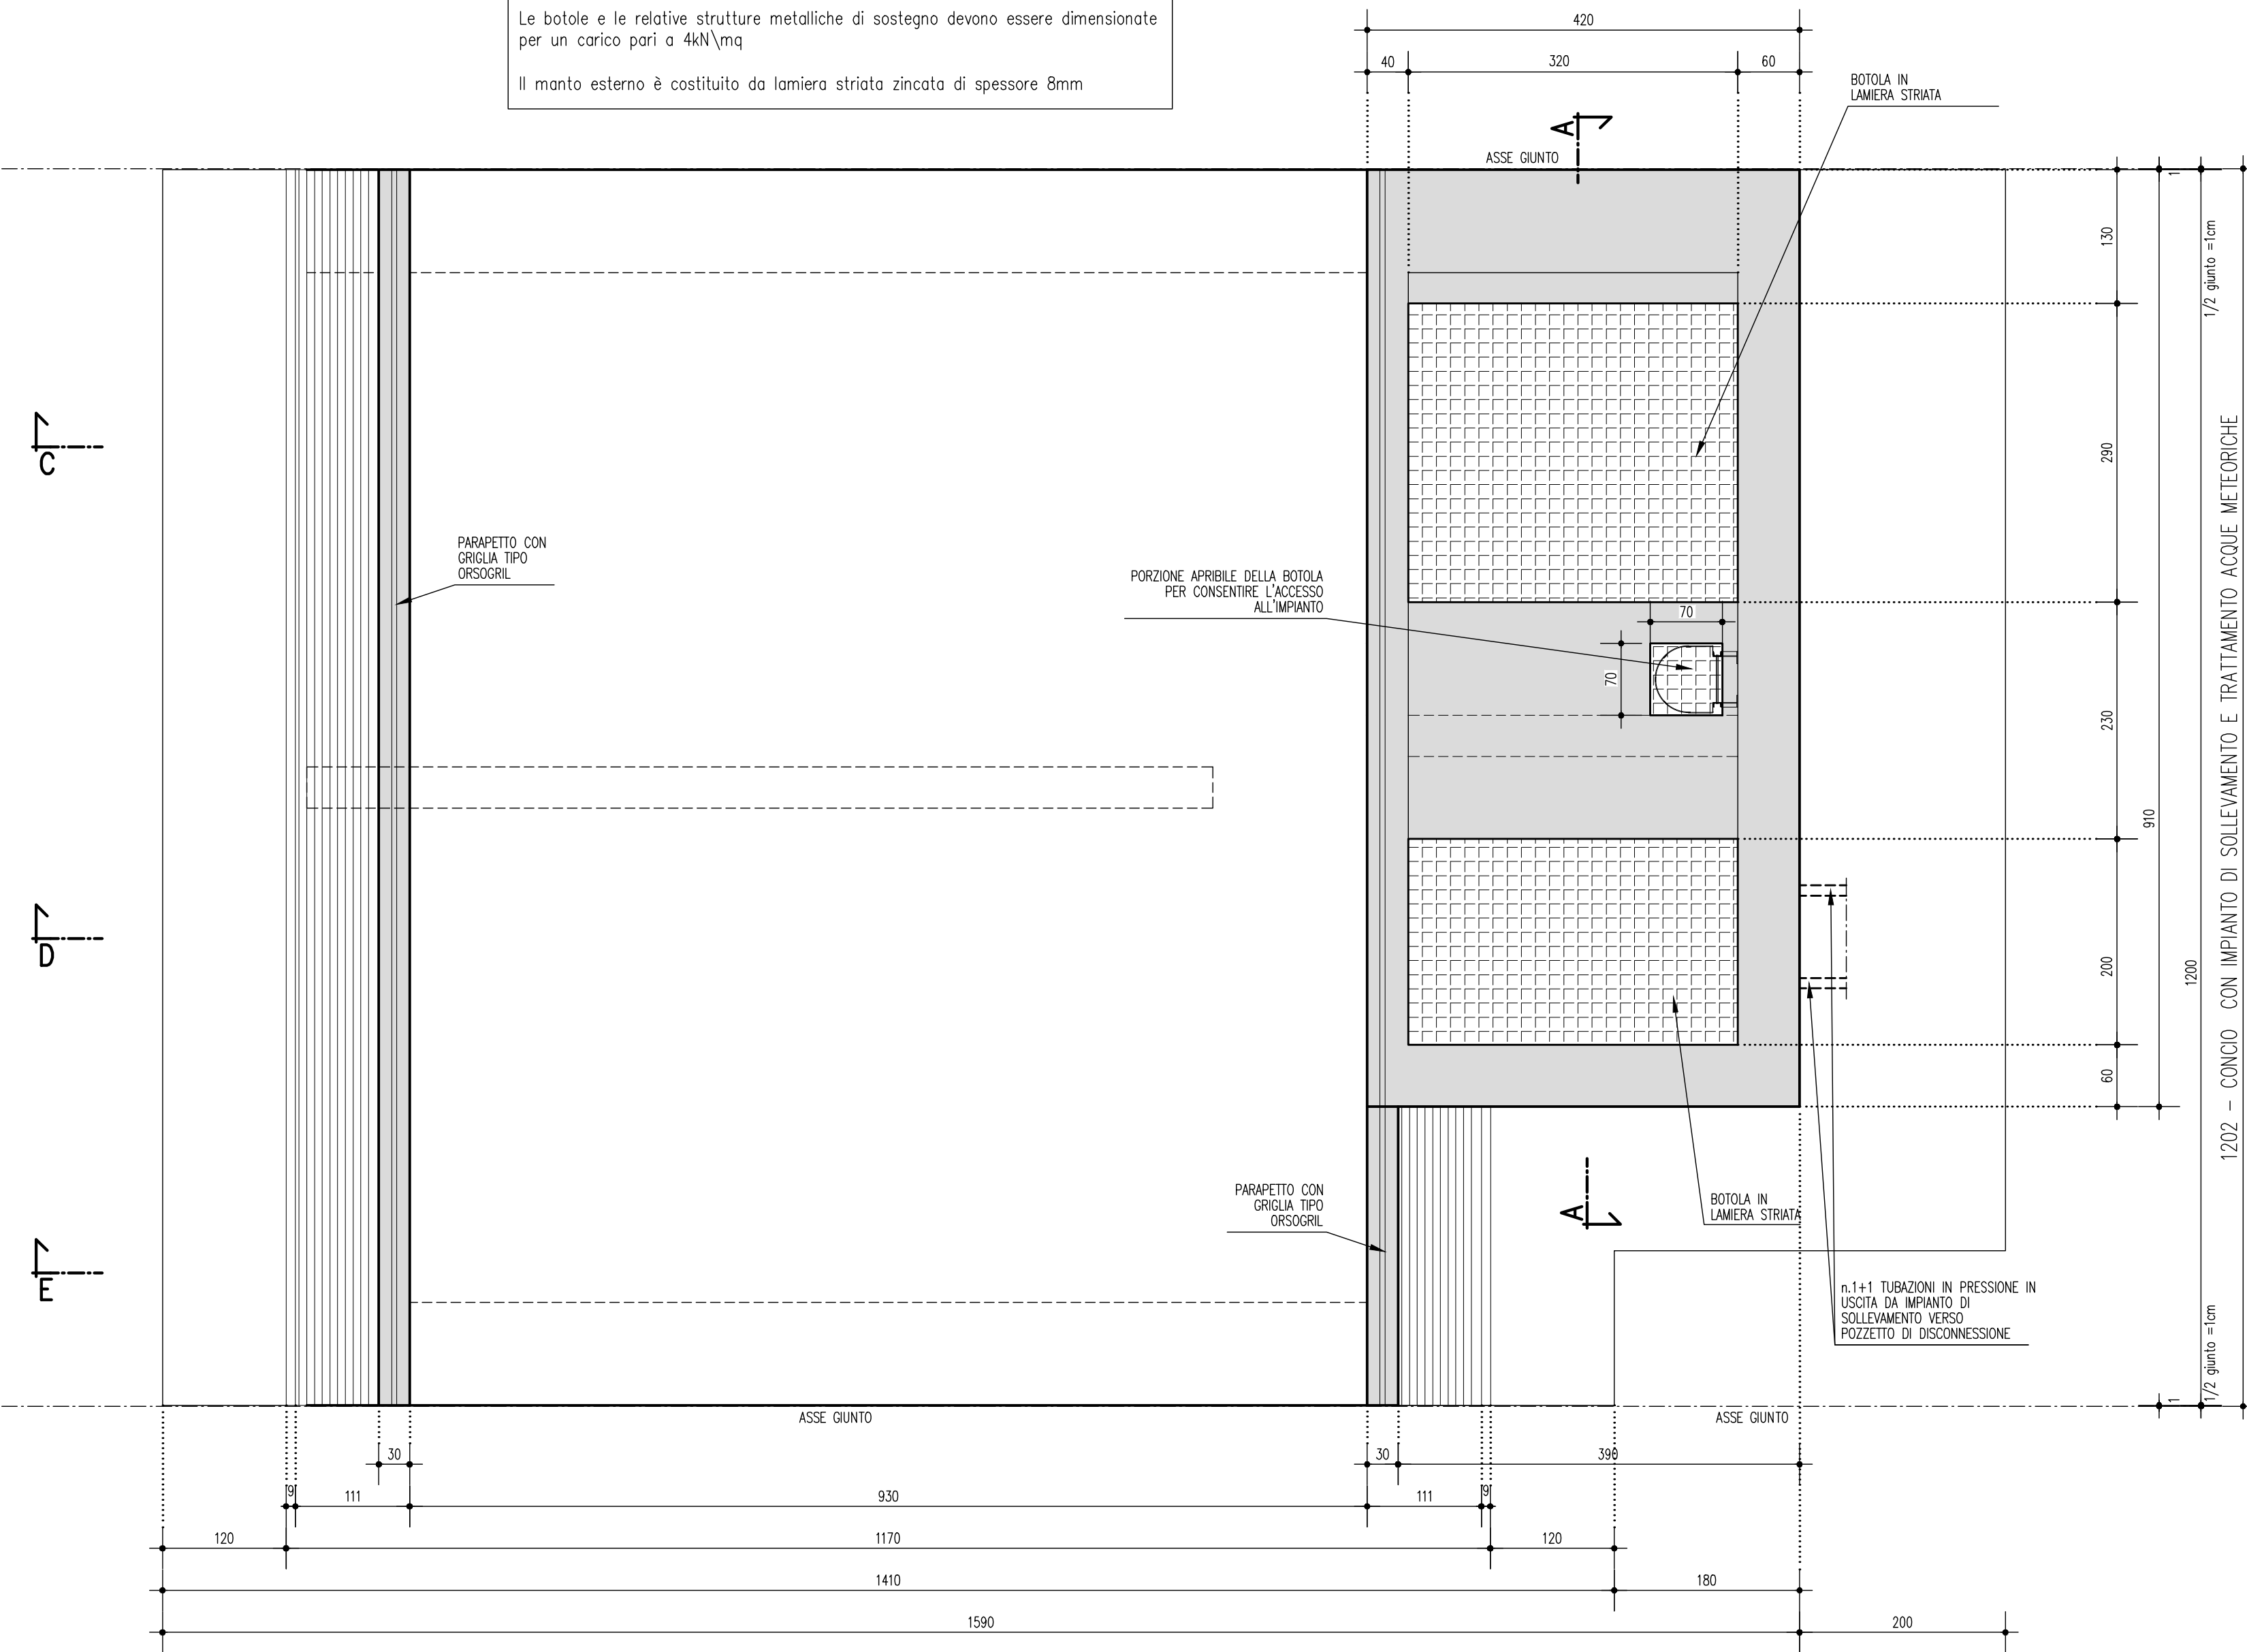 Le botole e le relative strutture metalliche di sostegno devono essere dimensionate
per un carico pari a 4kN\mq
Il manto esterno è costituito da lamiera striata zincata di spessore 8mm
420
40
320
60
BOTOLA IN
LAMIERA STRIATA
A
ASSE GIUNTO
1
130
1/2 giunto =1cm
C
290
PARAPETTO CON
GRIGLIA TIPO
ORSOGRIL
PORZIONE APRIBILE DELLA BOTOLA
PER CONSENTIRE L'ACCESSO
ALL'IMPIANTO
70
70
230
910
1202 - CONCIO CON IMPIANTO DI SOLLEVAMENTO E TRATTAMENTO ACQUE METEORICHE
D
200
1200
60
PARAPETTO CON
GRIGLIA TIPO
ORSOGRIL
A
BOTOLA IN
LAMIERA STRIATA
E
n.1+1 TUBAZIONI IN PRESSIONE IN
USCITA DA IMPIANTO DI
SOLLEVAMENTO VERSO
POZZETTO DI DISCONNESSIONE
1/2 giunto =1cm
1
ASSE GIUNTO
ASSE GIUNTO
30
30
390
9
111
930
111
9
120
1170
120
1410
180
1590
200